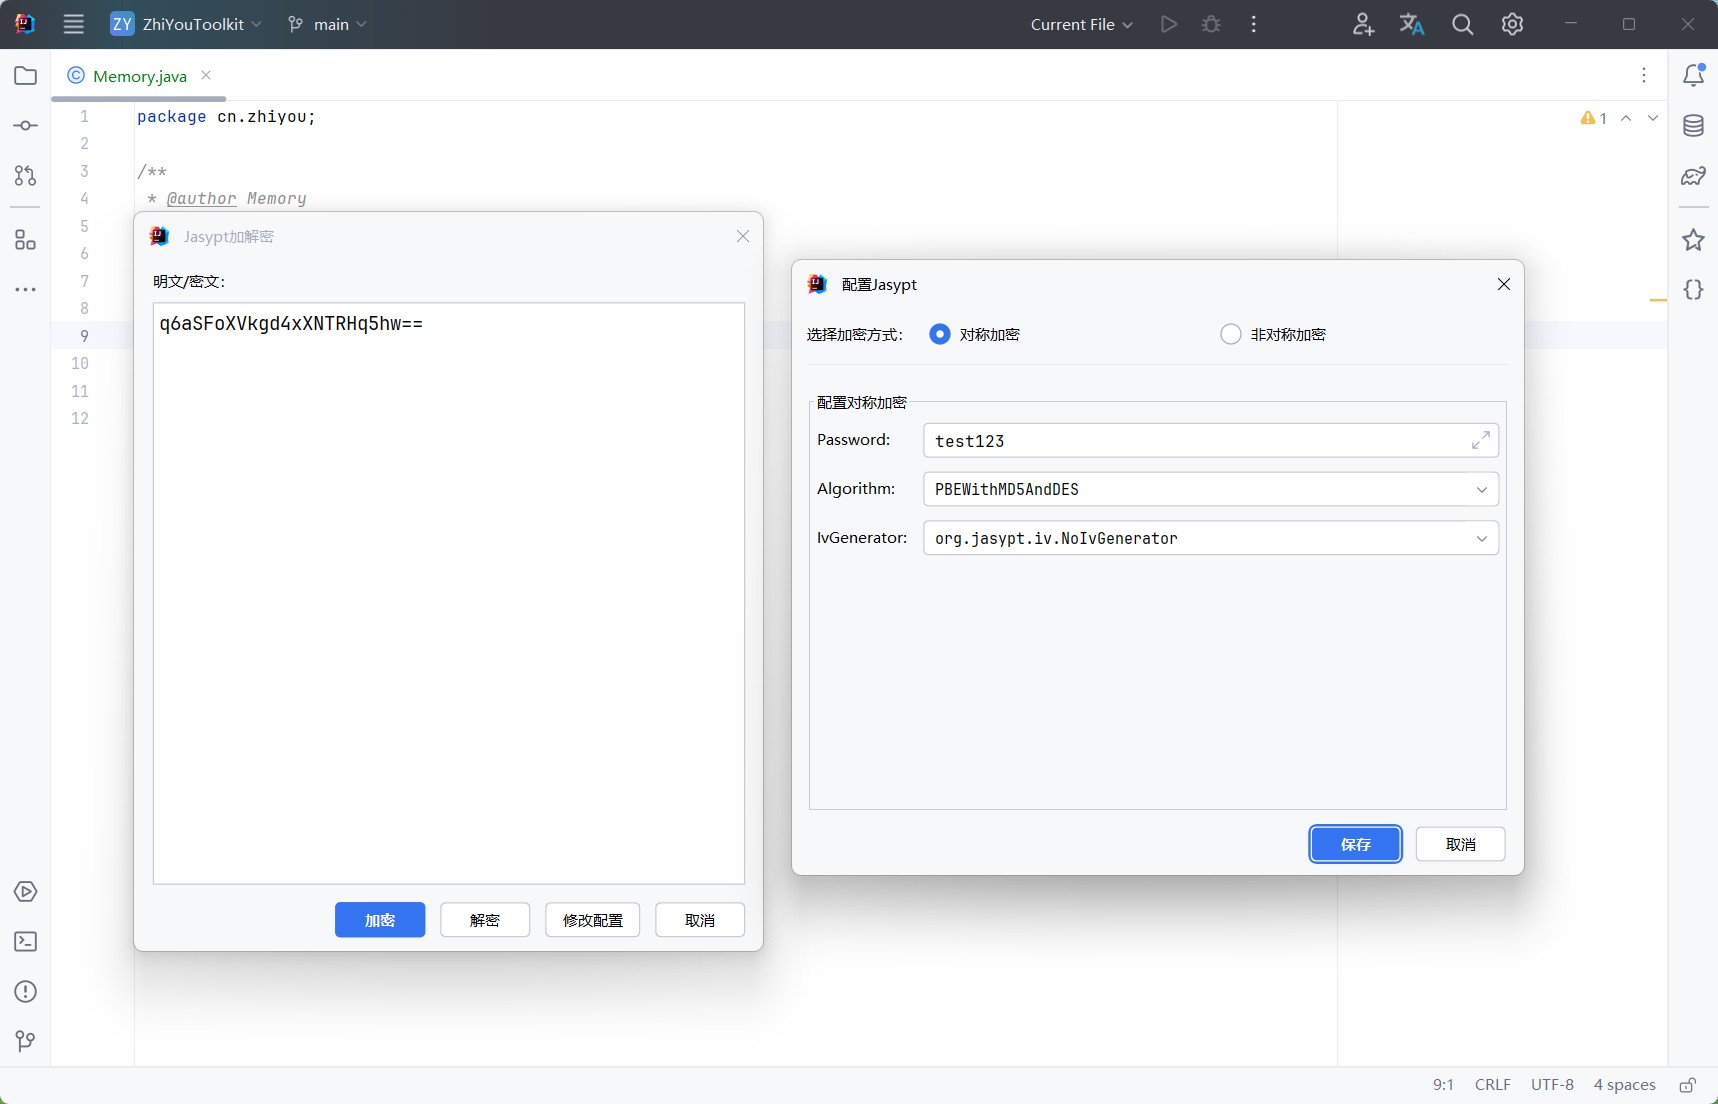 ZY ZhiYouToolkit main Current File
Memory.java
1 package cn.zhiyou;
1
2
3 /**
4 * @author Memory
5
6
7
8
9
10
11
12
Jasypt加解密
明文/密文:
q6aSFoXVkgd4xXNTRHq5hw==
加密 解密 修改配置 取消
配置Jasypt
选择加密方式: 对称加密 非对称加密
配置对称加密
Password: test123
Algorithm: PBEWithMD5AndDES
IvGenerator: org.jasypt.iv.NoIvGenerator
保存 取消
9:1 CRLF UTF-8 4 spaces